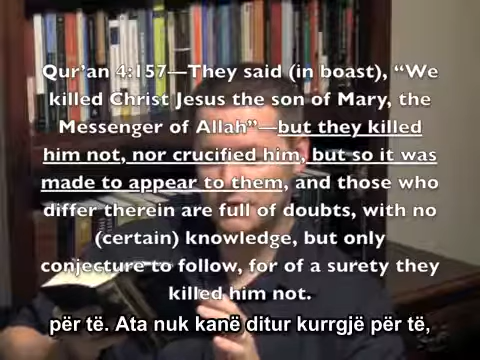 Qur’an 4:157—They said (in boast), “We
killed Christ Jesus the son of Mary, the
Messenger of Allah”—but they killed
him not, nor crucified him, but so it was
made to appear to them, and those who
differ therein are full of doubts, with no
(certain) knowledge, but only
conjecture to follow, for of a surety they
killed him not.
për të. Ata nuk kanë ditur kurrgjë për të,